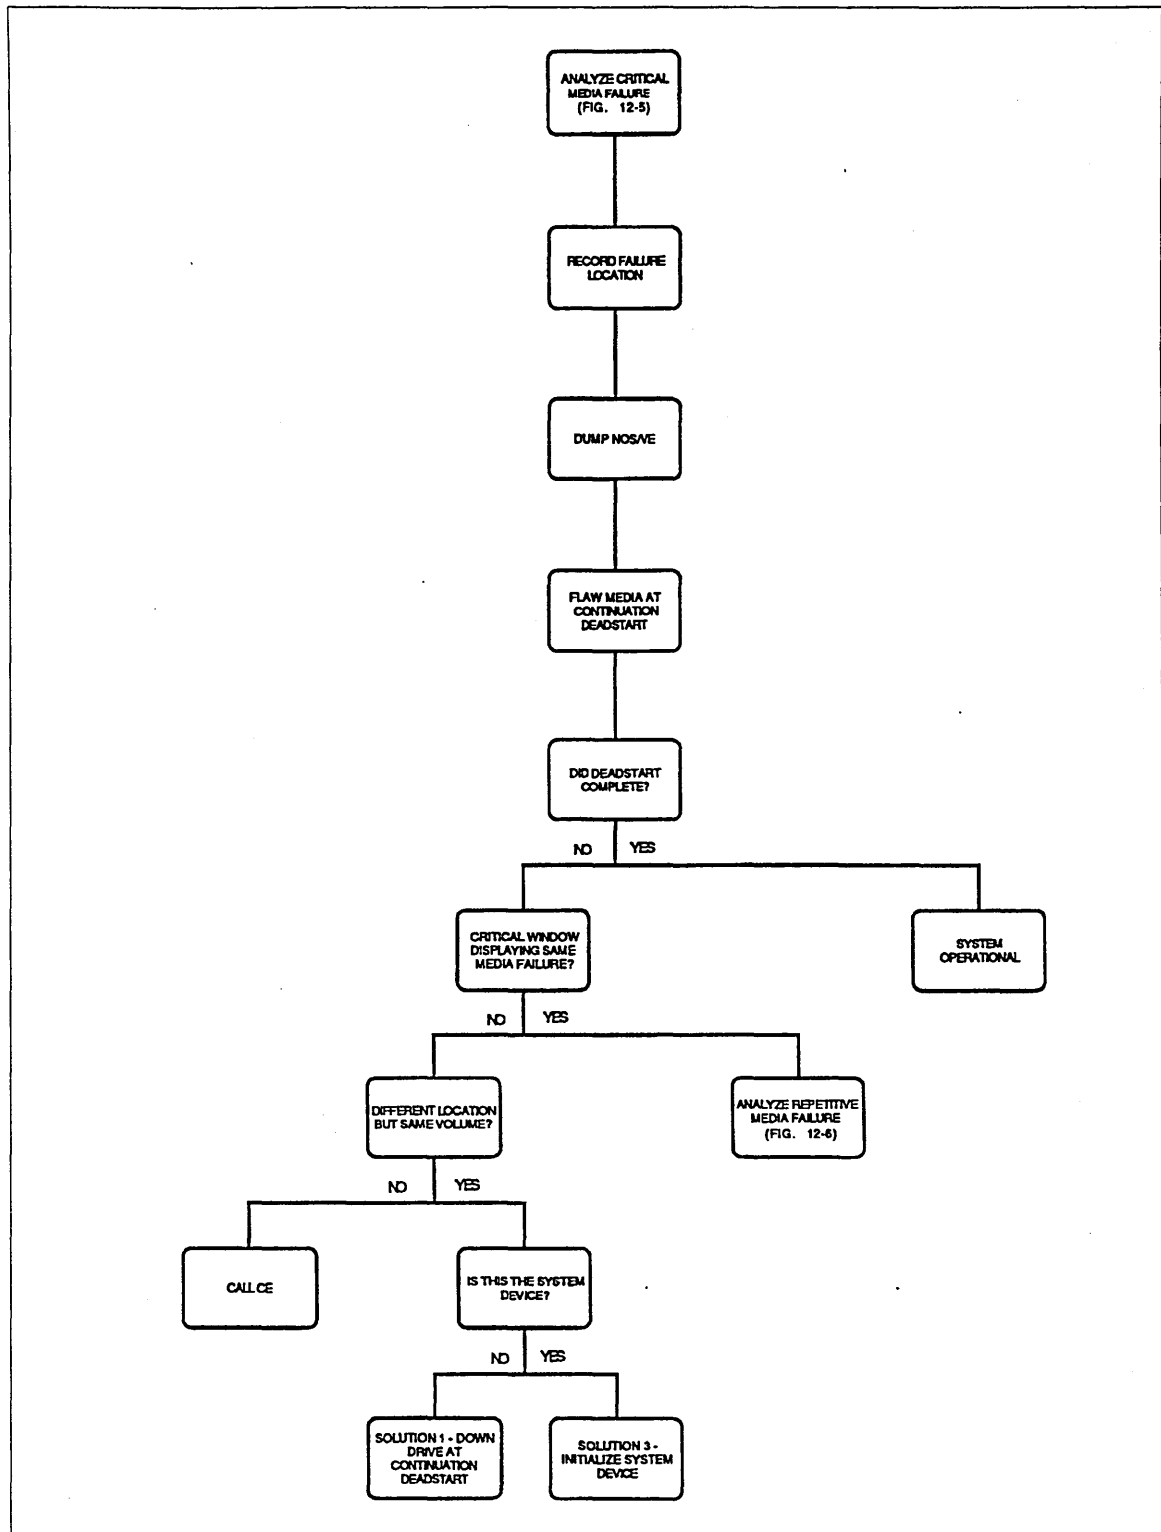 ANALYZE CRITICAL
MEDIA FAILURE
(FIG. 12-5)
RECORD FAILURE
LOCATION
DUMP NOS/VE
FLAW MEDIA AT
CONTINUATION
DEADSTART
DID DEADSTART
COMPLETE?
NO YES
CRITICAL WINDOW
DISPLAYING SAME
MEDIA FAILURE?
SYSTEM
OPERATIONAL
NO YES
DIFFERENT LOCATION
BUT SAME VOLUME?
ANALYZE REPETITIVE
MEDIA FAILURE
(FIG. 12-6)
NO YES
CALL CE
IS THIS THE SYSTEM
DEVICE?
NO YES
SOLUTION 1 - DOWN
DRIVE AT
CONTINUATION
DEADSTART
SOLUTION 3 -
INITIALIZE SYSTEM
DEVICE